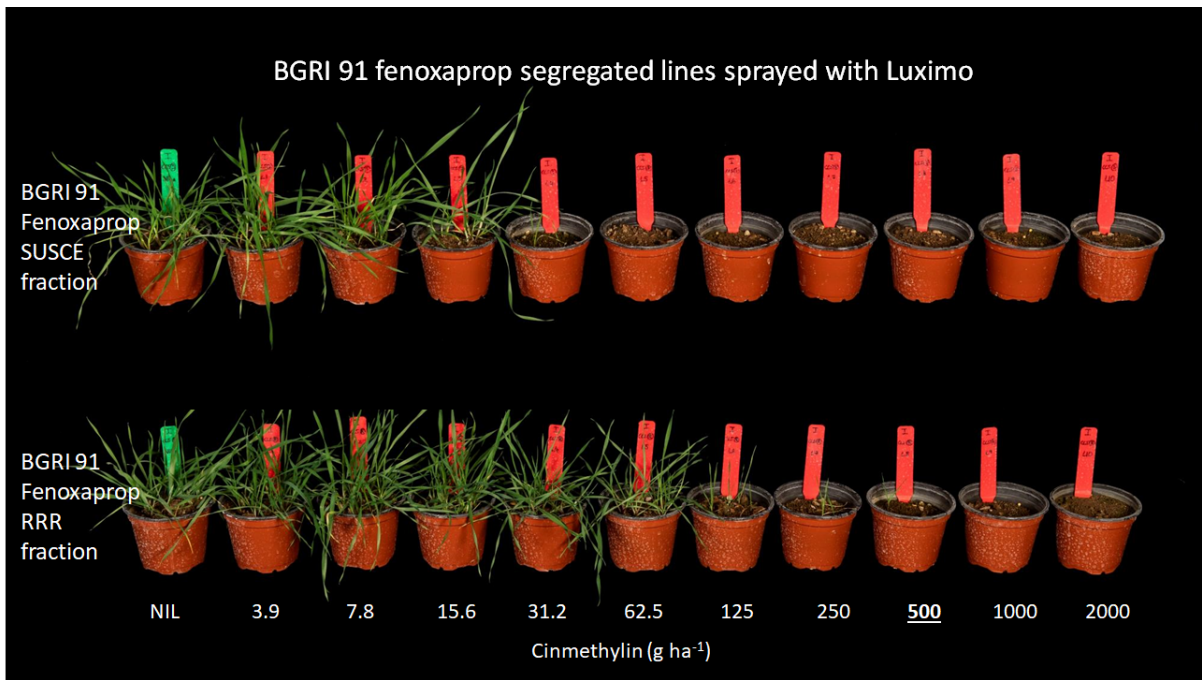 BGRI 91 fenoxaprop segregated lines sprayed with Luximo
BGRI 91
Fenoxaprop
SUSCE
fraction
BGRI 91
Fenoxaprop
RRR
fraction
NIL 3.9 7.8 15.6 31.2 62.5 125 250 500 1000 2000
Cinmethylin (g ha⁻¹)